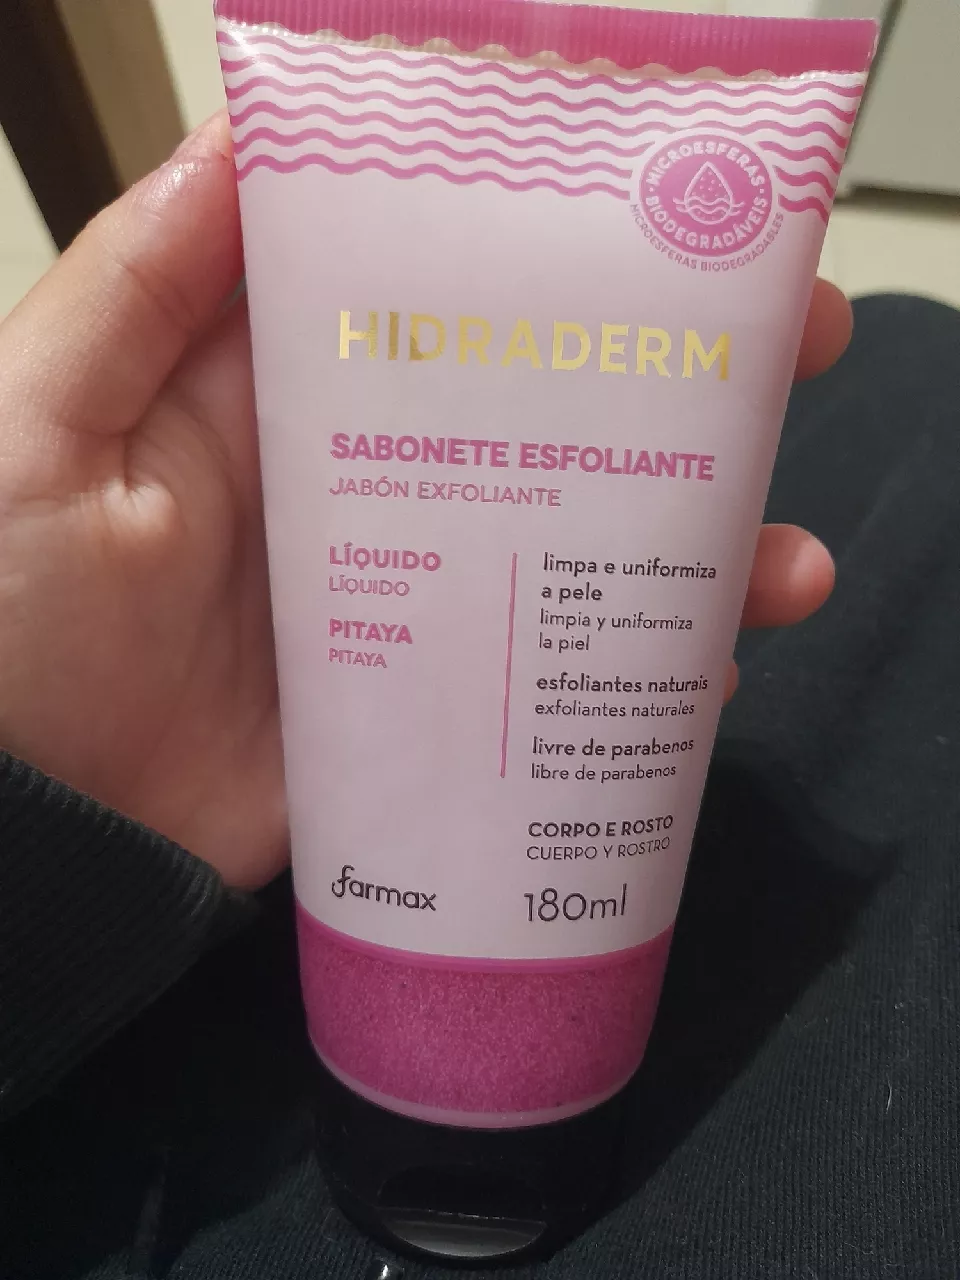 MICROESFERAS
BIODEGRADÁVEIS
MICROESFERAS BIODEGRADABLES
HIDRADERM
SABONETE ESFOLIANTE
JABÓN EXFOLIANTE
LÍQUIDO
LÍQUIDO
PITAYA
PITAYA
limpa e uniformiza
a pele
limpia y uniformiza
la piel
esfoliantes naturais
exfoliantes naturales
livre de parabenos
libre de parabenos
CORPO E ROSTO
CUERPO Y ROSTRO
farmax
180ml